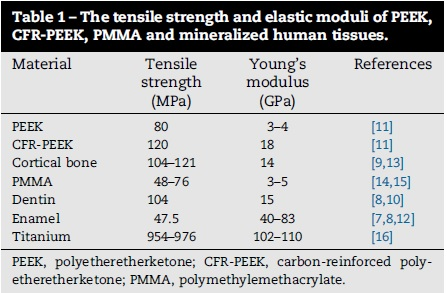 Table 1 – The tensile strength and elastic moduli of PEEK,
CFR-PEEK, PMMA and mineralized human tissues.
Material Tensile strength (MPa) Young's modulus (GPa) References
PEEK 80 3–4 [11]
CFR-PEEK 120 18 [11]
Cortical bone 104–121 14 [9,13]
PMMA 48–76 3–5 [14,15]
Dentin 104 15 [8,10]
Enamel 47.5 40–83 [7,8,12]
Titanium 954–976 102–110 [16]
PEEK, polyetheretherketone; CFR-PEEK, carbon-reinforced poly-
etheretherketone; PMMA, polymethylemethacrylate.